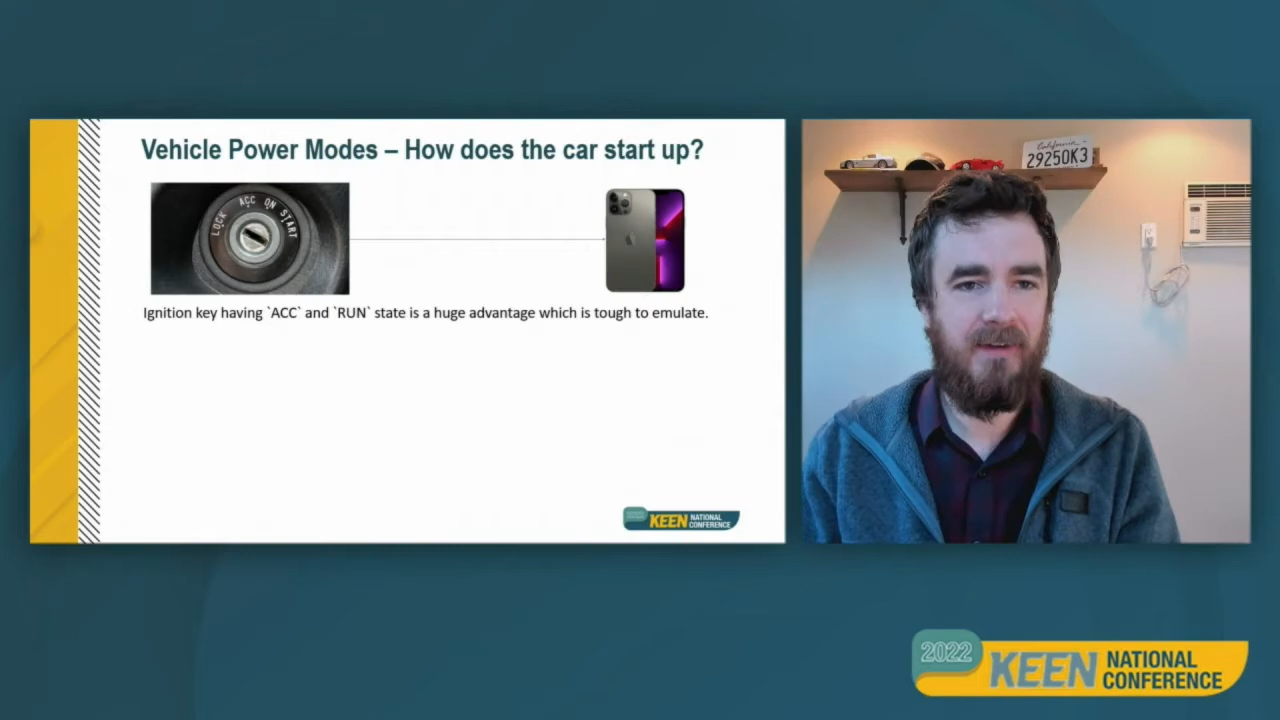 Vehicle Power Modes – How does the car start up?
LOCK ACC ON START
Ignition key having `ACC` and `RUN` state is a huge advantage which is tough to emulate.
KEEN NATIONAL
CONFERENCE
California
29250K3
2022
KEEN NATIONAL
CONFERENCE